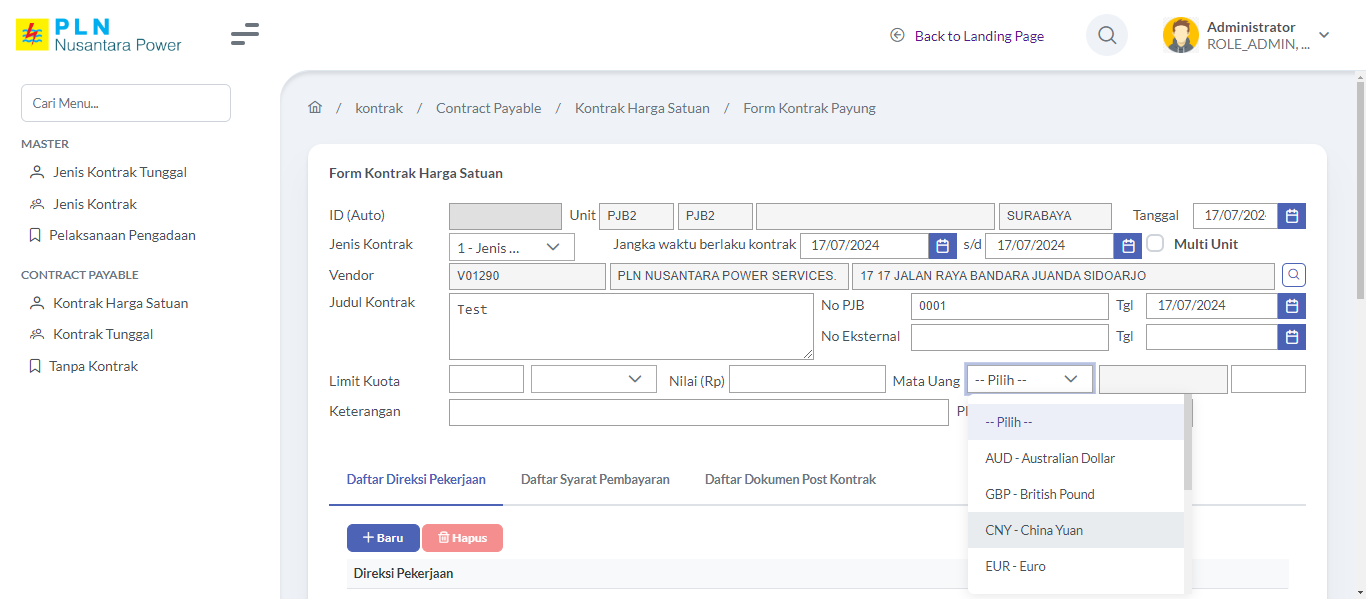 PLN
Nusantara Power
Back to Landing Page
Administrator
ROLE_ADMIN, ...
Cari Menu...
MASTER
Jenis Kontrak Tunggal
Jenis Kontrak
Pelaksanaan Pengadaan
CONTRACT PAYABLE
Kontrak Harga Satuan
Kontrak Tunggal
Tanpa Kontrak
/ kontrak / Contract Payable / Kontrak Harga Satuan / Form Kontrak Payung
Form Kontrak Harga Satuan
ID (Auto) Unit PJB2 PJB2 SURABAYA Tanggal 17/07/202
Jenis Kontrak 1 - Jenis ... Jangka waktu berlaku kontrak 17/07/2024 s/d 17/07/2024 Multi Unit
Vendor V01290 PLN NUSANTARA POWER SERVICES. 17 17 JALAN RAYA BANDARA JUANDA SIDOARJO
Judul Kontrak Test No PJB 0001 Tgl 17/07/2024
No Eksternal Tgl
Limit Kuota Nilai (Rp) Mata Uang -- Pilih --
Keterangan
-- Pilih --
AUD - Australian Dollar
GBP - British Pound
CNY - China Yuan
EUR - Euro
Daftar Direksi Pekerjaan Daftar Syarat Pembayaran Daftar Dokumen Post Kontrak
+ Baru Hapus
Direksi Pekerjaan